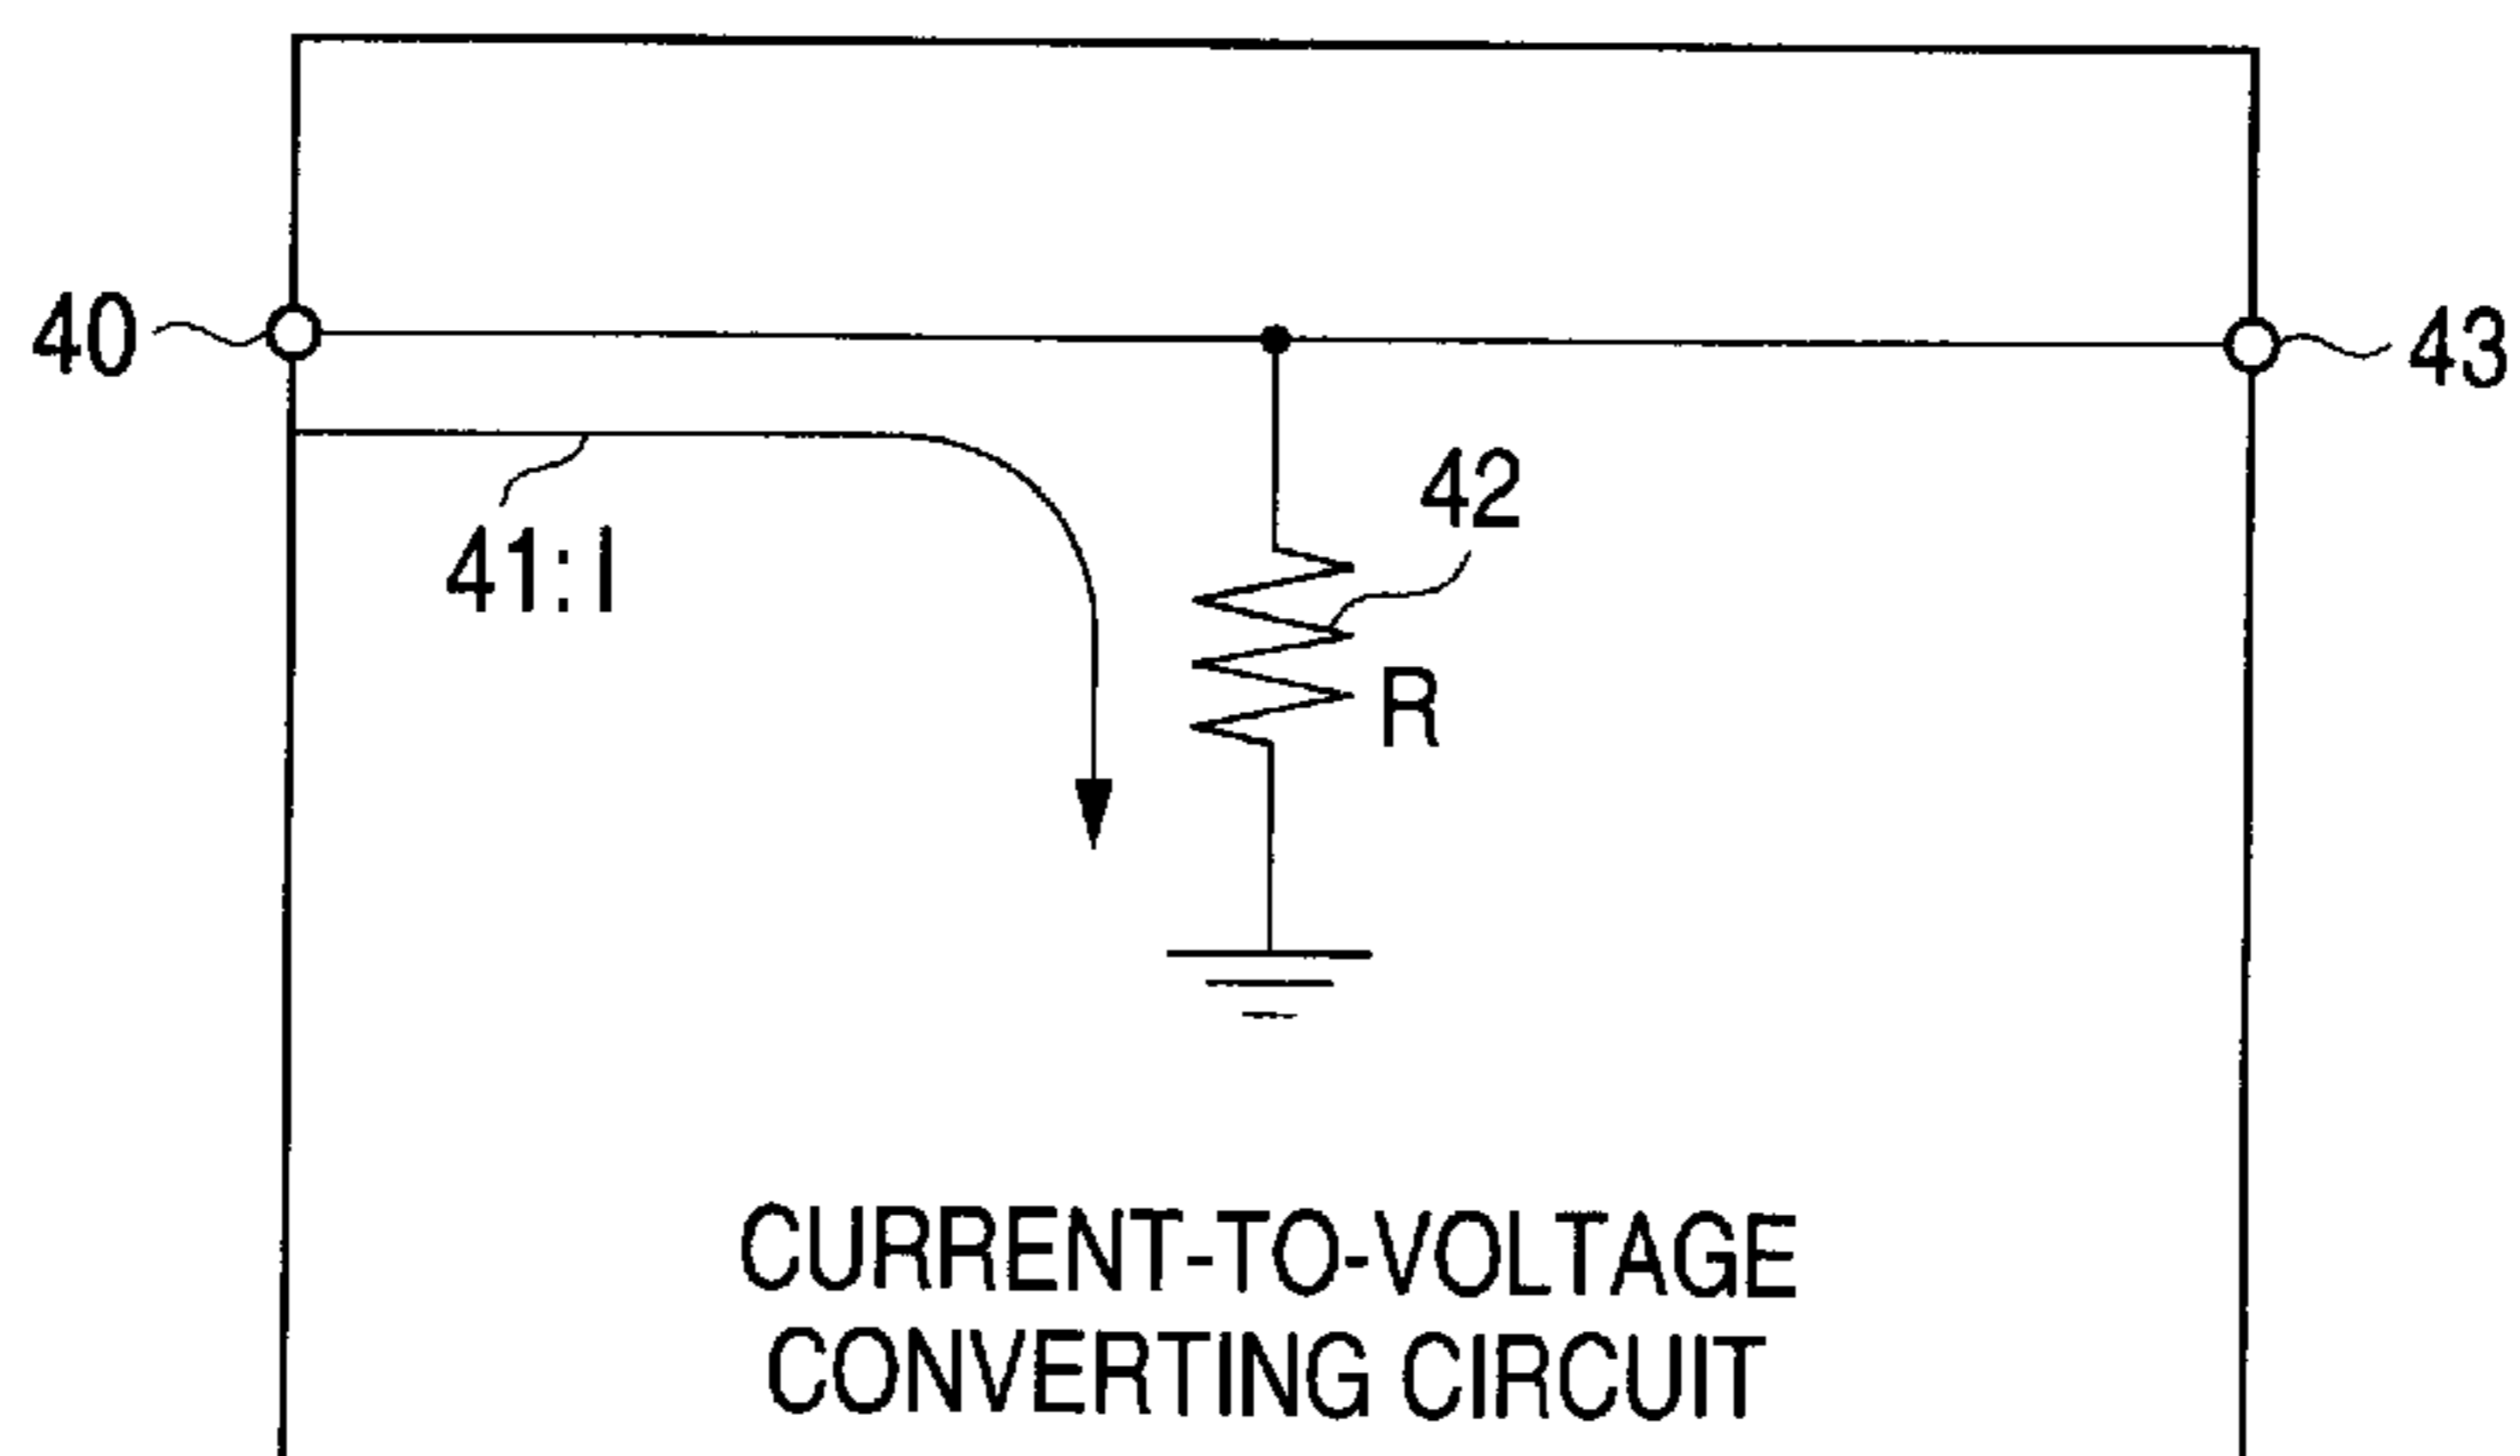 40
43
42
41: I
R
CURRENT-TO-VOLTAGE
CONVERTING CIRCUIT